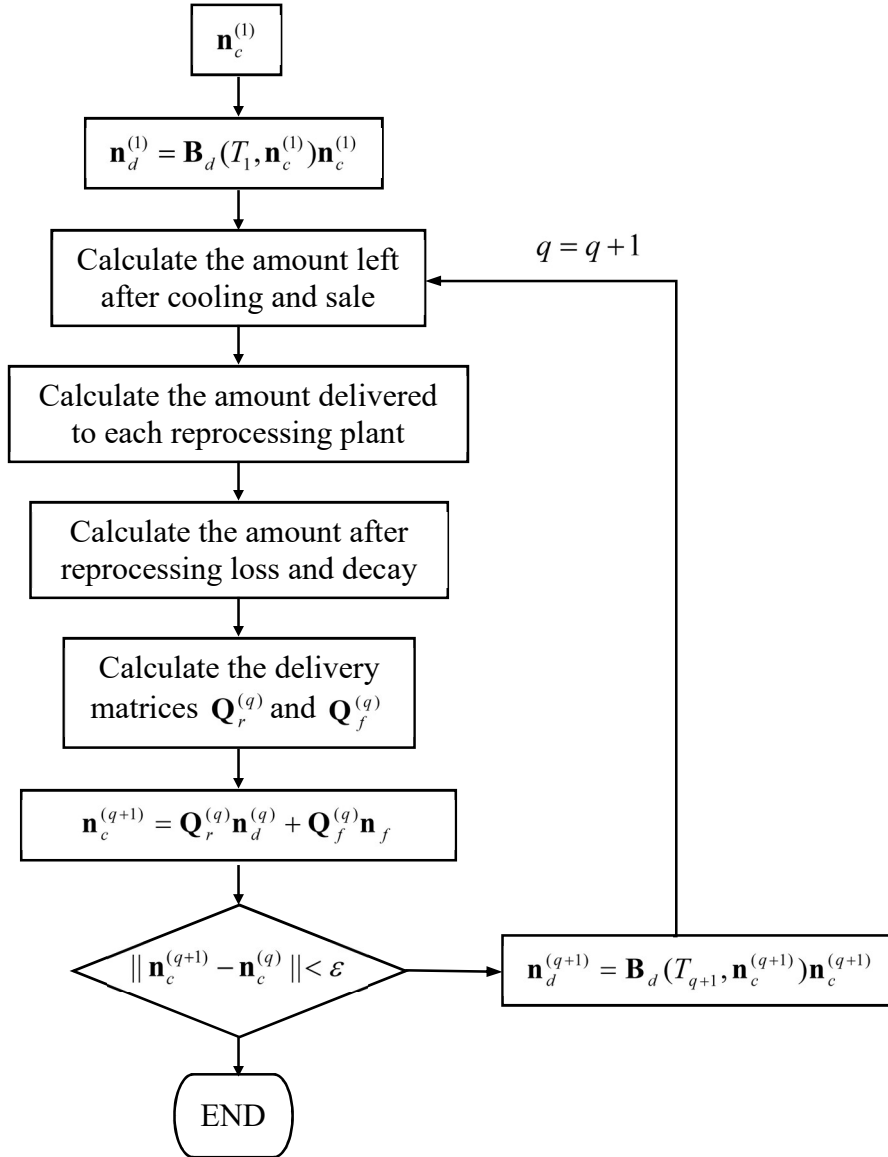 𝐧_c^{(1)}
𝐧_d^{(1)} = 𝐁_d(T_1, 𝐧_c^{(1)})𝐧_c^{(1)}
Calculate the amount left
after cooling and sale
q = q+1
Calculate the amount delivered
to each reprocessing plant
Calculate the amount after
reprocessing loss and decay
Calculate the delivery
matrices 𝐐_r^{(q)} and 𝐐_f^{(q)}
𝐧_c^{(q+1)} = 𝐐_r^{(q)}𝐧_d^{(q)} + 𝐐_f^{(q)}𝐧_f
|| 𝐧_c^{(q+1)} − 𝐧_c^{(q)} || < ε
𝐧_d^{(q+1)} = 𝐁_d(T_{q+1}, 𝐧_c^{(q+1)})𝐧_c^{(q+1)}
END